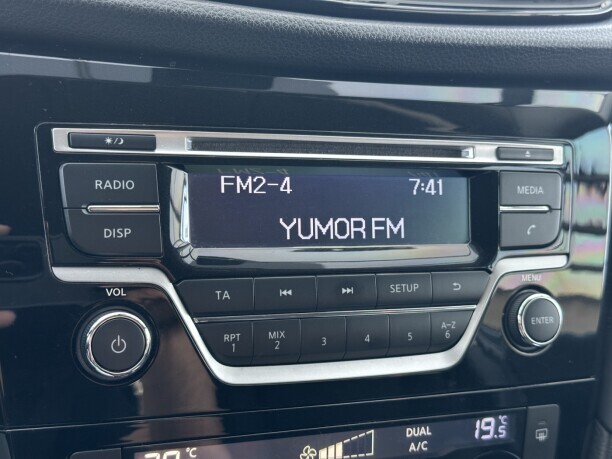 FM2-4 7:41
YUMOR FM
RADIO
DISP
MEDIA
TA
SETUP
VOL
MENU
ENTER
RPT 1
MIX 2
3
4
5
A-Z 6
°C
DUAL
A/C
19.5 °C